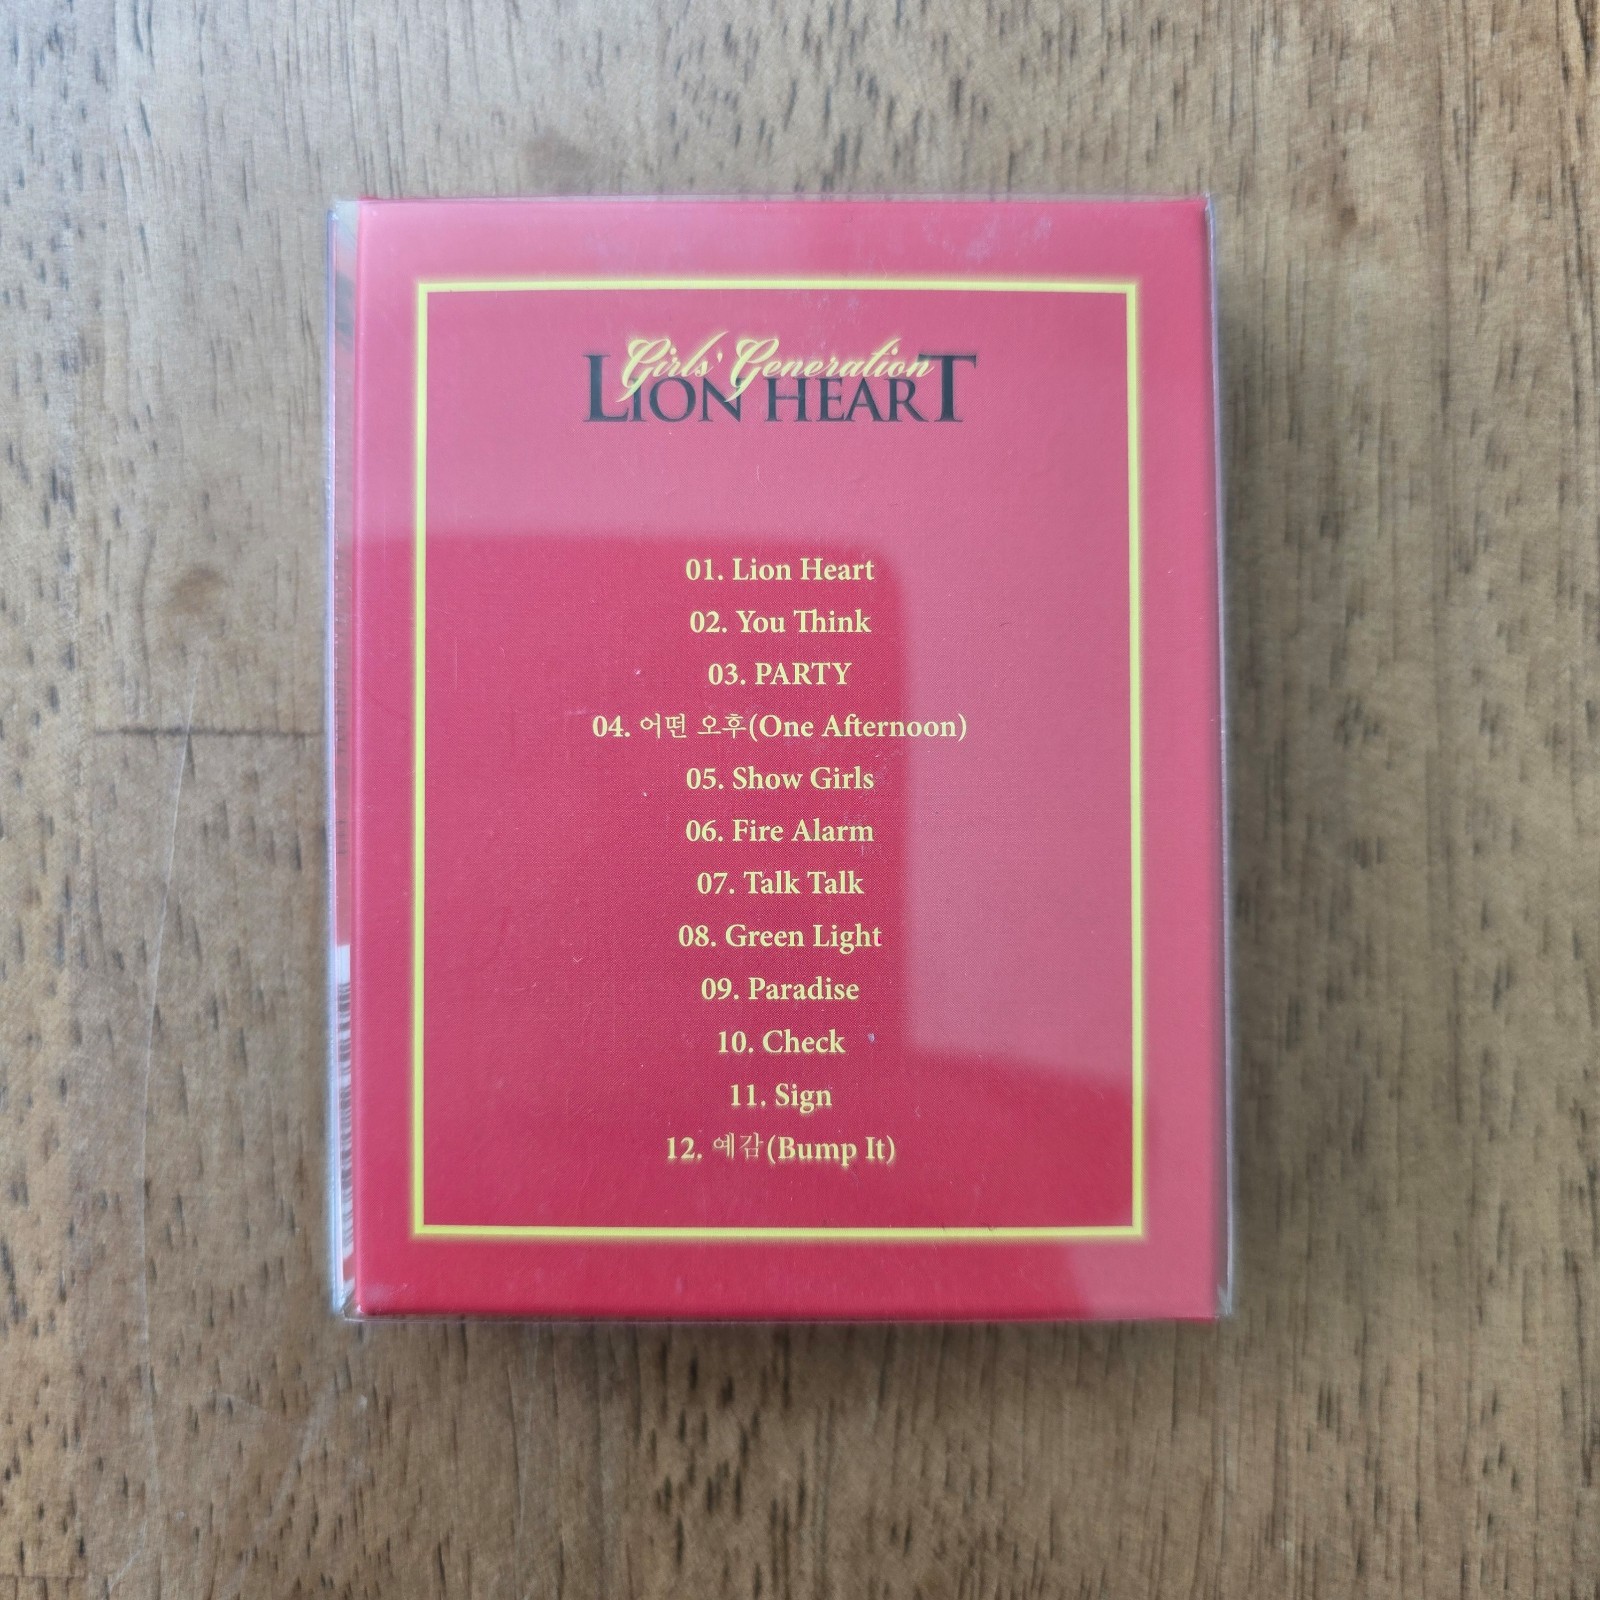 Girls' Generation
LION HEART
01. Lion Heart
02. You Think
03. PARTY
04. 어떤 오후(One Afternoon)
05. Show Girls
06. Fire Alarm
07. Talk Talk
08. Green Light
09. Paradise
10. Check
11. Sign
12. 예감(Bump It)